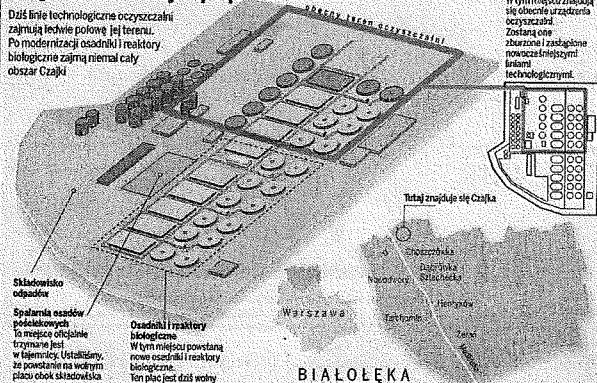 Dziś linie technologiczne oczyszczalni
zajmują ledwie połowę jej terenu.
Po modernizacji osadniki i reaktory
biologiczne zajmą niemal cały
obszar Czajki
obecny teren oczyszczalni
W tym miejscu znajdują
się obecnie urządzenia
oczyszczalni.
Zostaną one
zburzone i zastąpione
nowocześniejszymi
liniami
technologicznymi.
Tutaj znajduje się Czajka
Choszczówka
Dąbrówka
Szlachecka
Nowodwory
Henryków
Tarchomin
Żerań
Warszawa
BIAŁOŁĘKA
Składowisko
odpadów
Spalarnia osadów
pościekowych
To miejsce oficjalnie
trzymane jest
w tajemnicy. Ustaliliśmy,
że powstanie na wolnym
placu obok składowiska
Osadniki i reaktory
biologiczne
W tym miejscu powstaną
nowe osadniki i reaktory
biologiczne.
Ten plac jest dziś wolny